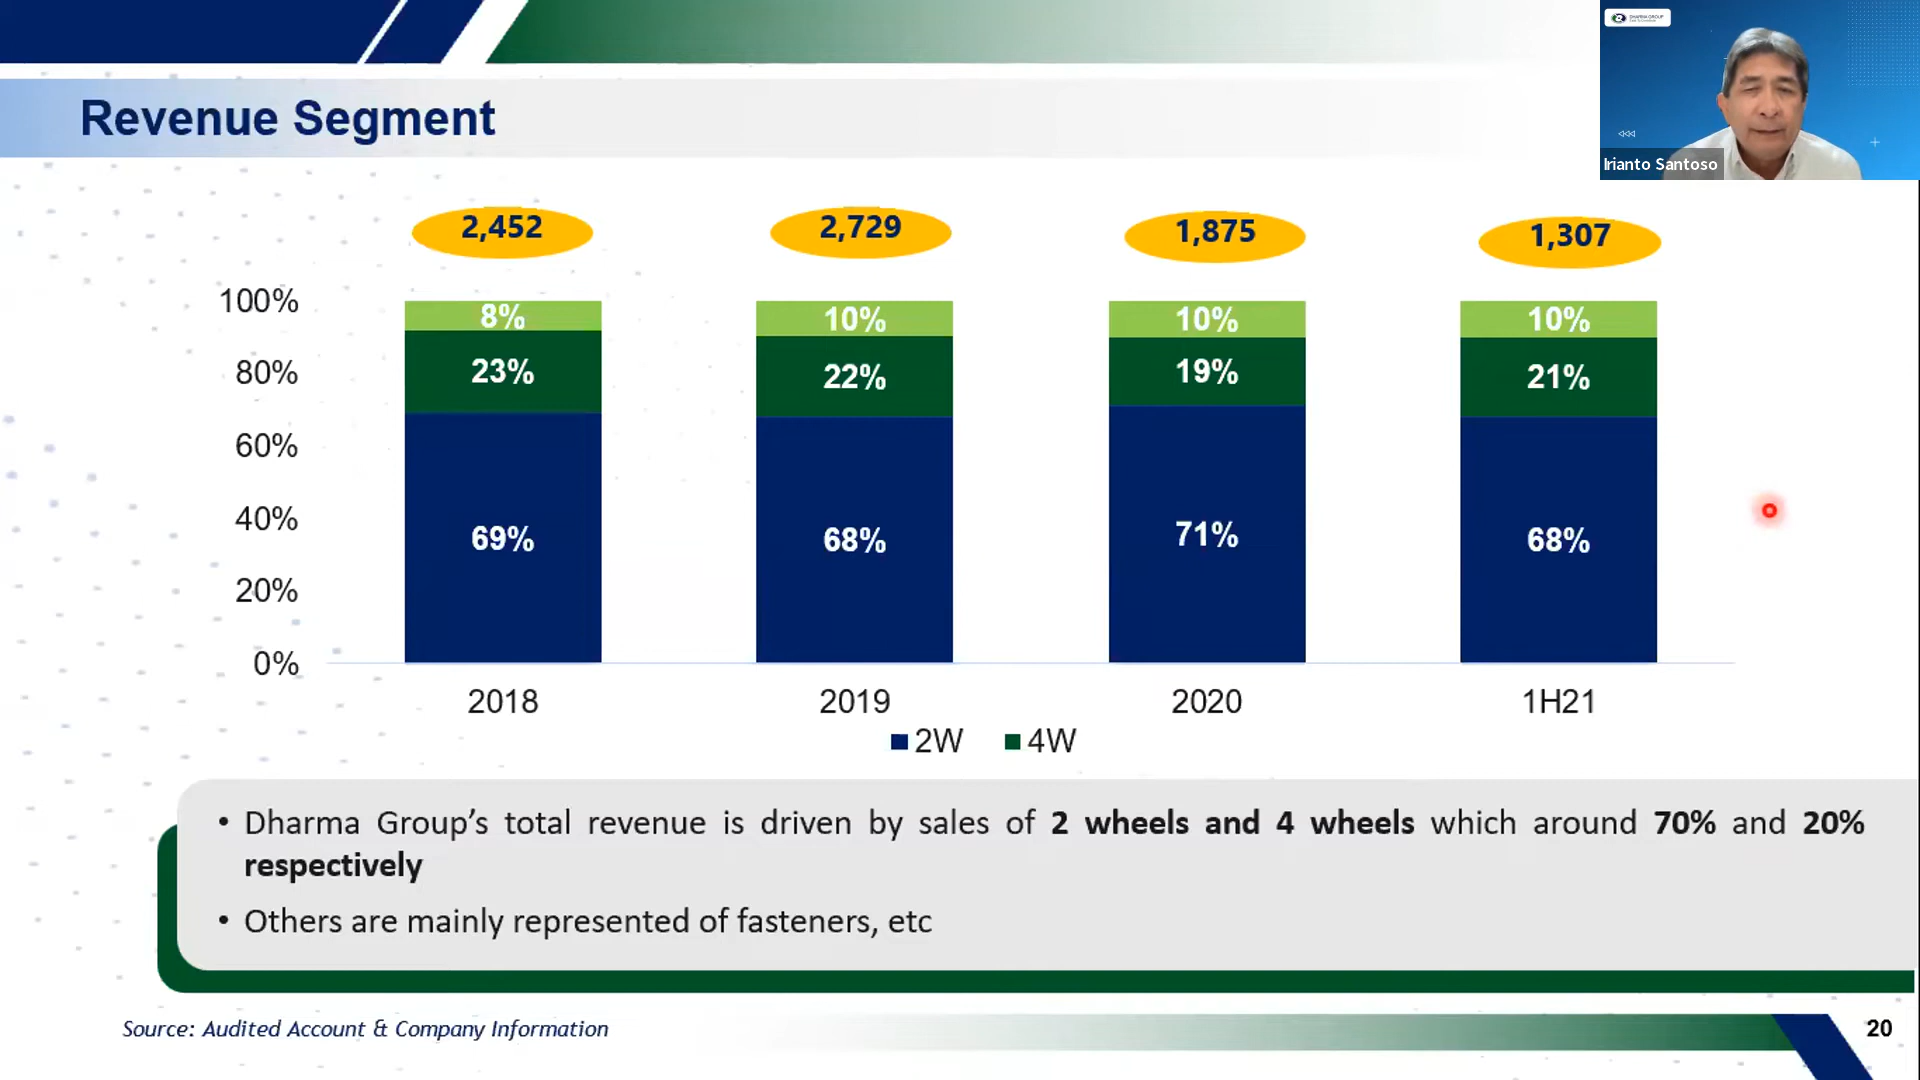 DHARMA GROUP
Irianto Santoso
Revenue Segment
2,452 2,729 1,875 1,307
100%
80%
60%
40%
20%
0%
8% 10% 10% 10%
23% 22% 19% 21%
69% 68% 71% 68%
2018 2019 2020 1H21
2W 4W
• Dharma Group’s total revenue is driven by sales of 2 wheels and 4 wheels which around 70% and 20%
respectively
• Others are mainly represented of fasteners, etc
Source: Audited Account & Company Information
20